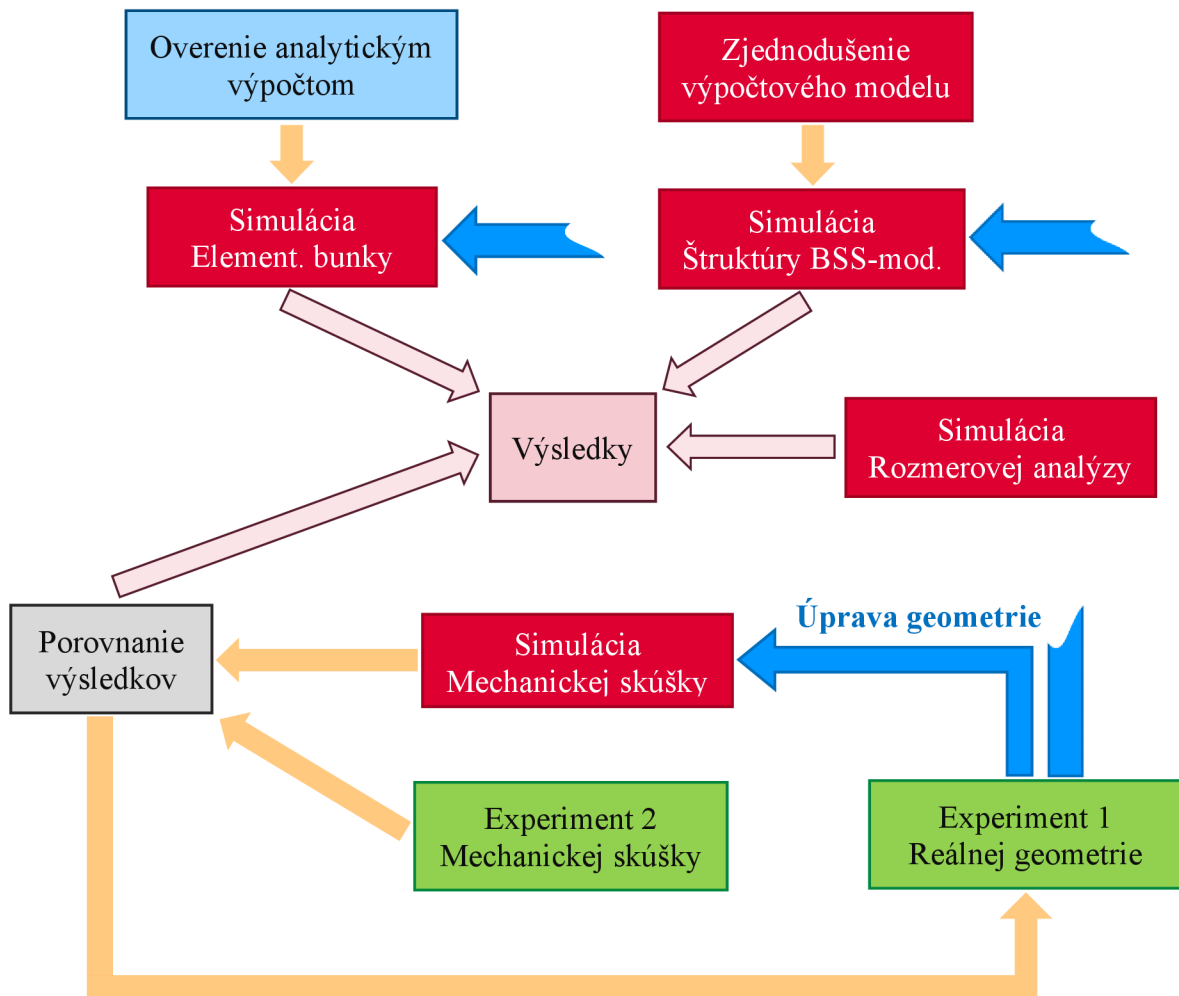 Overenie analytickým
výpočtom
Zjednodušenie
výpočtového modelu
Simulácia
Element. bunky
Simulácia
Štruktúry BSS-mod.
Výsledky
Simulácia
Rozmerovej analýzy
Porovnanie
výsledkov
Simulácia
Mechanickej skúšky
Úprava geometrie
Experiment 2
Mechanickej skúšky
Experiment 1
Reálnej geometrie